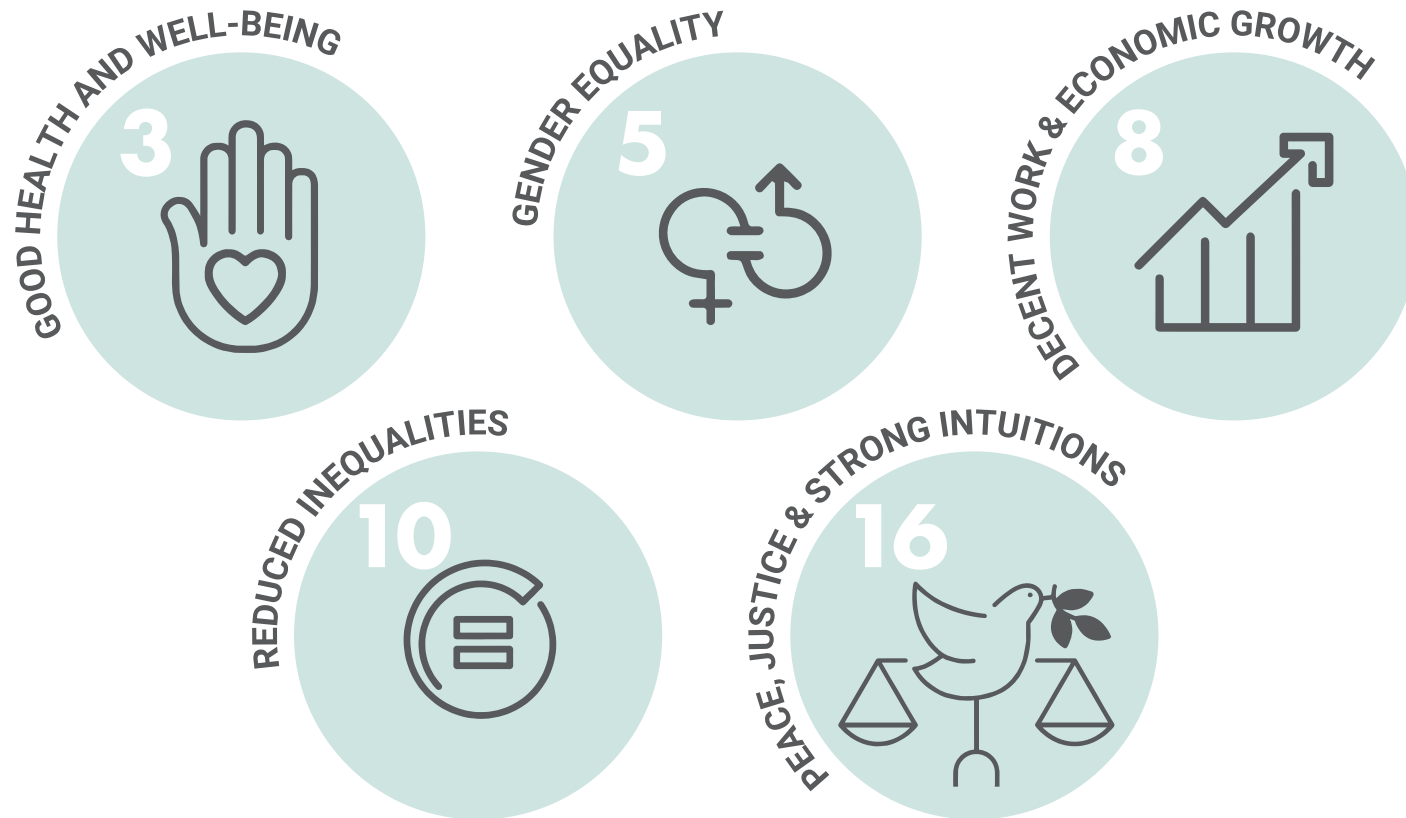 GOOD HEALTH AND WELL-BEING
3
GENDER EQUALITY
5
DECENT WORK & ECONOMIC GROWTH
8
REDUCED INEQUALITIES
10
PEACE, JUSTICE & STRONG INTUITIONS
16